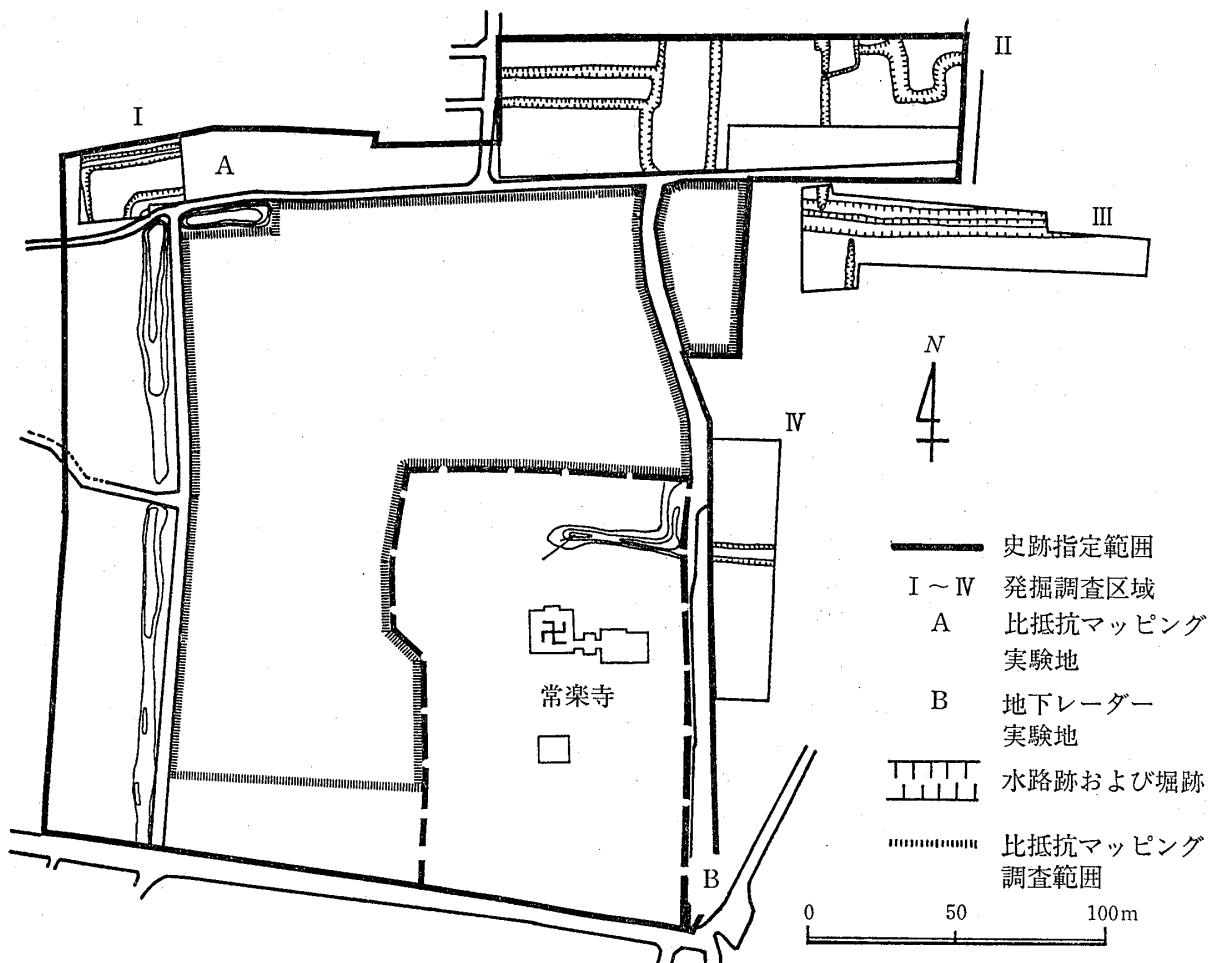 II
I
A
III
N
IV
史跡指定範囲
I～IV 発掘調査区域
A 比抵抗マッピング
実験地
常楽寺
B 地下レーダー
実験地
水路跡および堀跡
比抵抗マッピング
調査範囲
B
0 50 100m